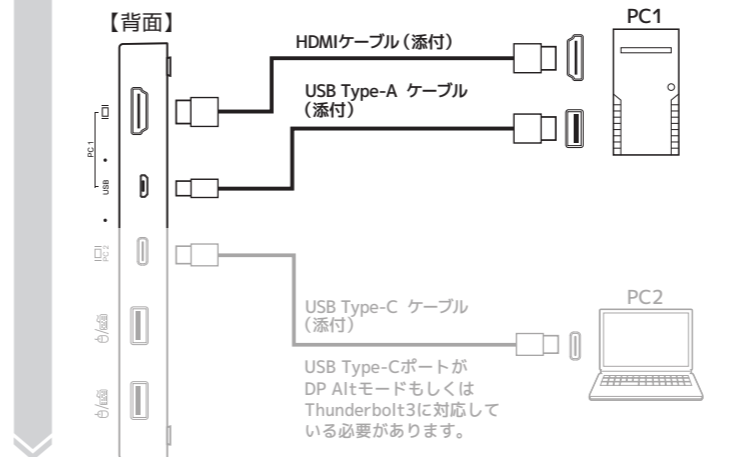 【背面】
PC1
HDMIケーブル（添付）
USB Type-A ケーブル
（添付）
PC 1
USB
PC 2
USB Type-C ケーブル
（添付）
PC2
USB Type-Cポートが
DP Altモードもしくは
Thunderbolt3に対応して
いる必要があります。